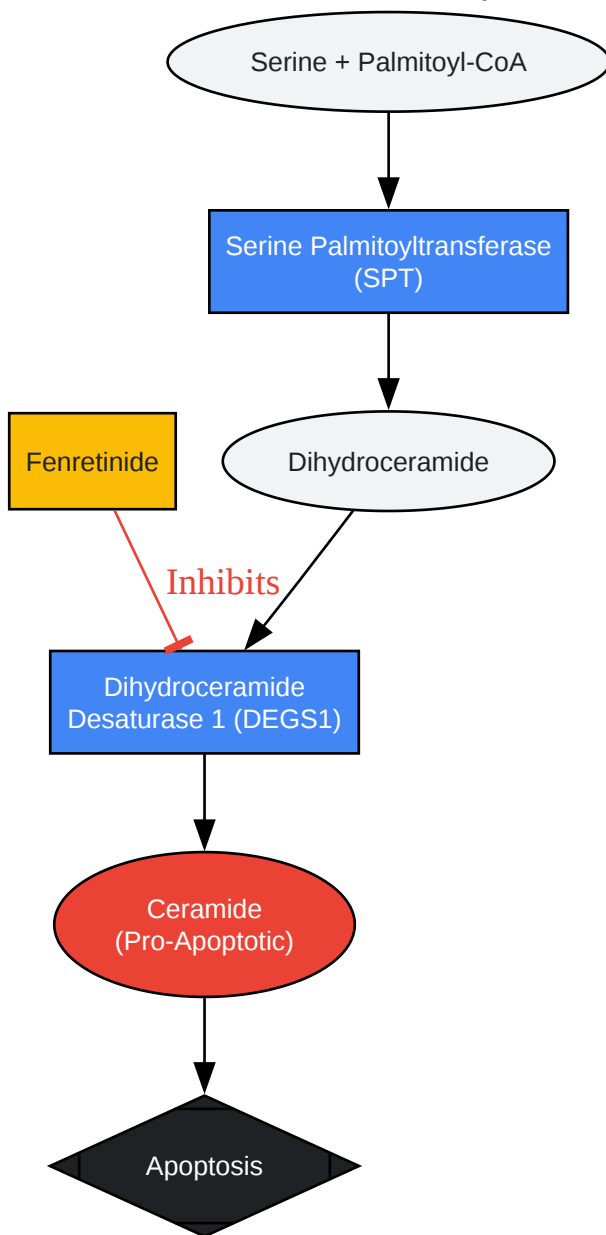 Serine + Palmitoyl-CoA
Serine Palmitoyltransferase
(SPT)
Fenretinide
Dihydroceramide
Inhibits
Dihydroceramide
Desaturase 1 (DEGS1)
Ceramide
(Pro-Apoptotic)
Apoptosis